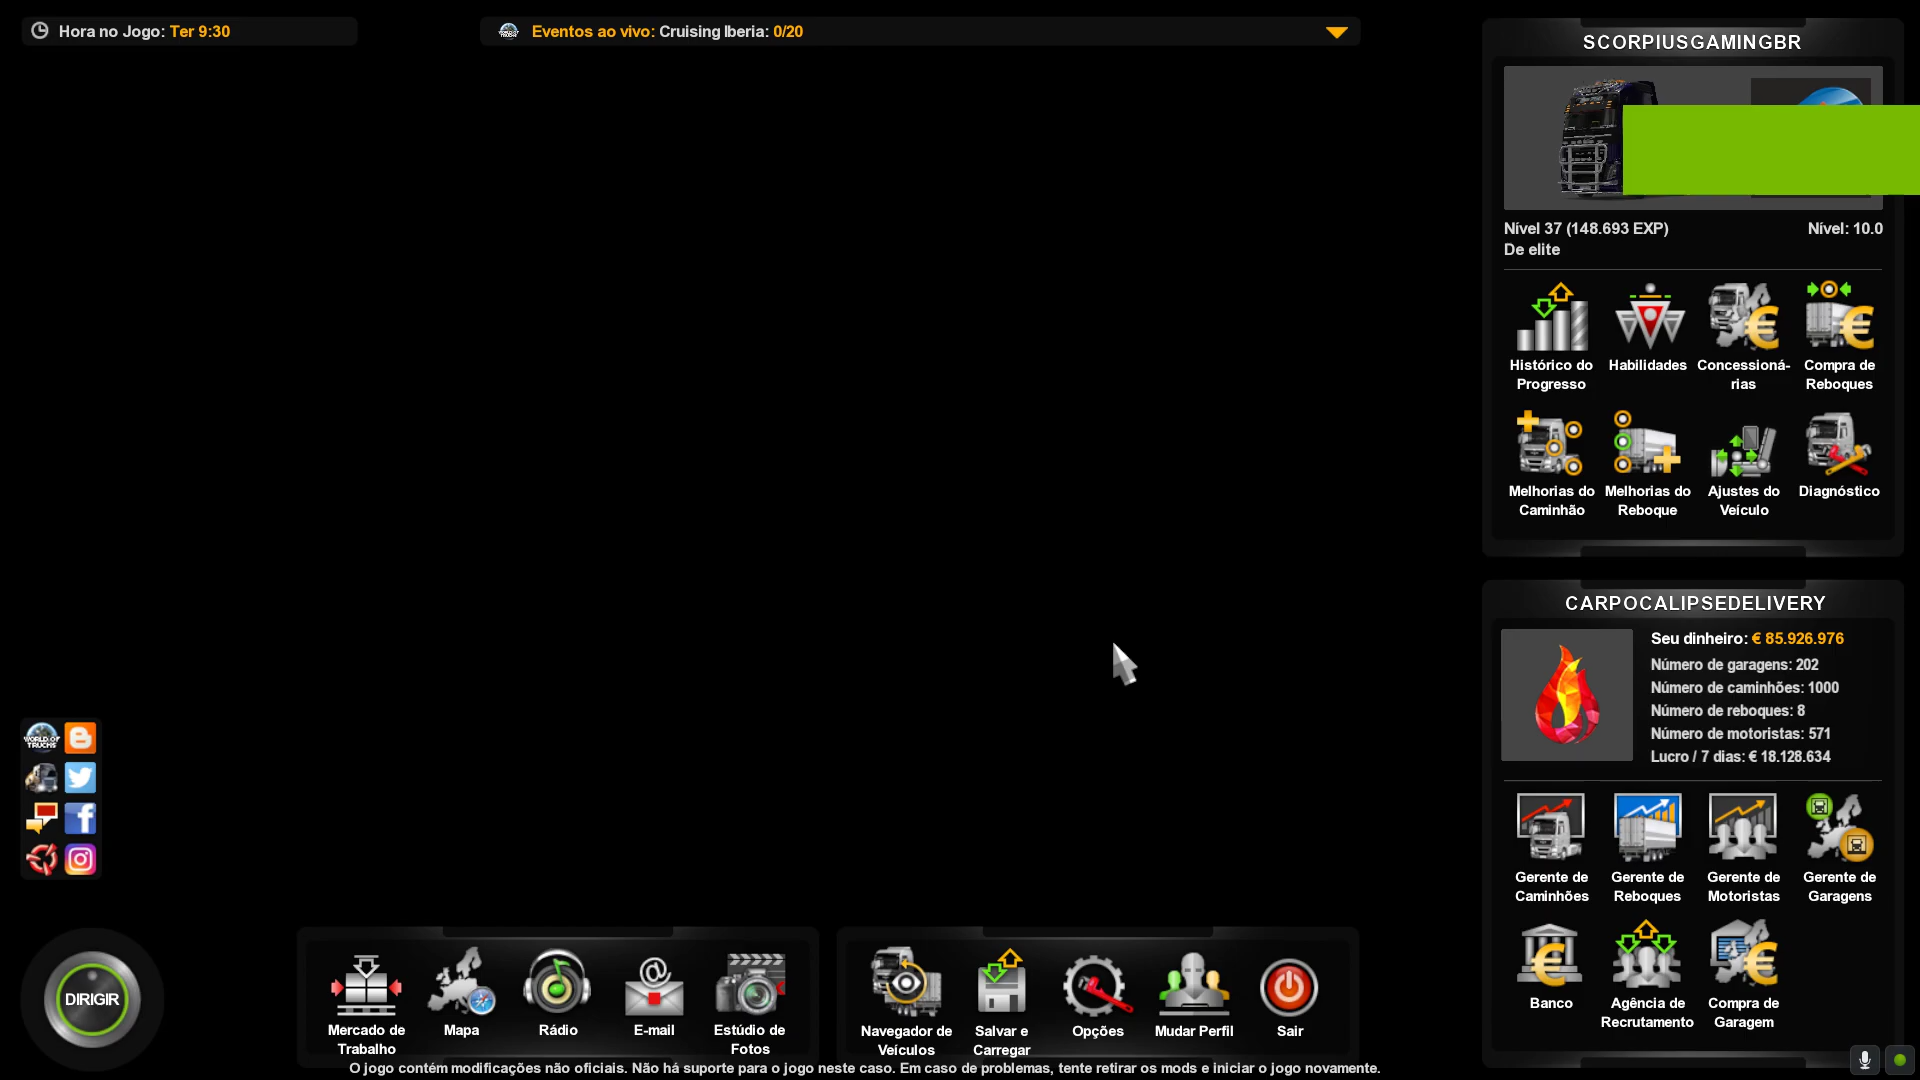 Hora no Jogo: Ter 9:30
Eventos ao vivo: Cruising Iberia: 0/20
SCORPIUSGAMINGBR
Nível 37 (148.693 EXP)
Nível: 10.0
De elite
Histórico do
Progresso
Habilidades
Concessioná-
rias
Compra de
Reboques
Melhorias do
Caminhão
Melhorias do
Reboque
Ajustes do
Veículo
Diagnóstico
CARPOCALIPSEDELIVERY
Seu dinheiro: € 85.926.976
Número de garagens: 202
Número de caminhões: 1000
Número de reboques: 8
Número de motoristas: 571
Lucro / 7 dias: € 18.128.634
Gerente de
Caminhões
Gerente de
Reboques
Gerente de
Motoristas
Gerente de
Garagens
Banco
Agência de
Recrutamento
Compra de
Garagem
WORLD OF
TRUCKS
DIRIGIR
Mercado de
Trabalho
Mapa
Rádio
E-mail
Estúdio de
Fotos
Navegador de
Veículos
Salvar e
Carregar
Opções
Mudar Perfil
Sair
O jogo contém modificações não oficiais. Não há suporte para o jogo neste caso. Em caso de problemas, tente retirar os mods e iniciar o jogo novamente.